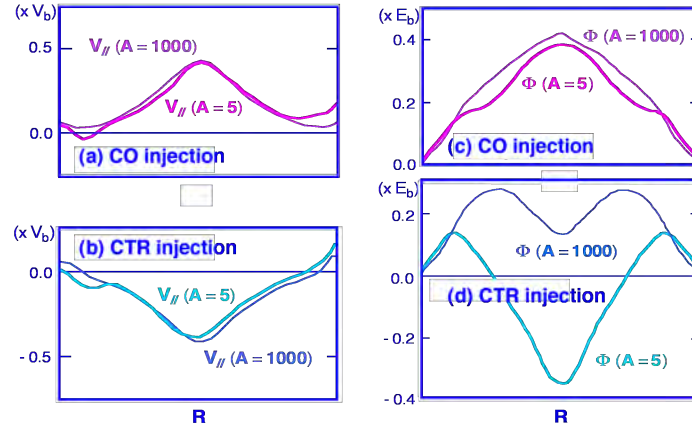 (x V_b)
0.5
V_// (A = 1000)
V_// (A = 5)
0.0
(a) CO injection
(x V_b)
(b) CTR injection
0.0
V_// (A = 5)
- 0.5
V_// (A = 1000)
R
(x E_b)
0.4
Φ (A = 1000)
Φ (A = 5)
0.2
(c) CO injection
0.0
(x E_b)
0.2
Φ (A = 1000)
0.0
(d) CTR injection
- 0.2
Φ (A = 5)
- 0.4
R